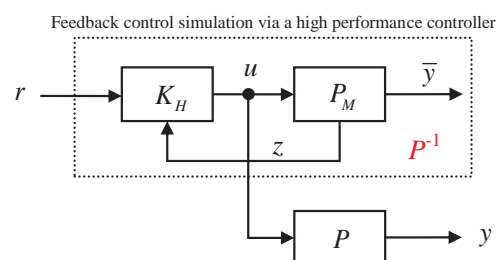 Feedback control simulation via a high performance controller
r
K_H
u
P_M
y̅
z
P^-1
P
y